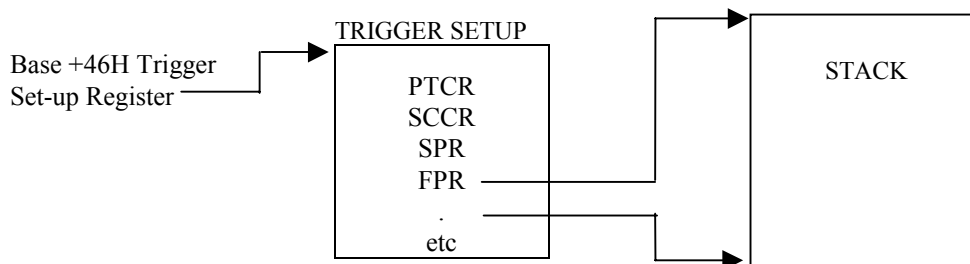 TRIGGER SETUP
Base +46H Trigger
Set-up Register
PTCR
SCCR
SPR
FPR
.
etc
STACK